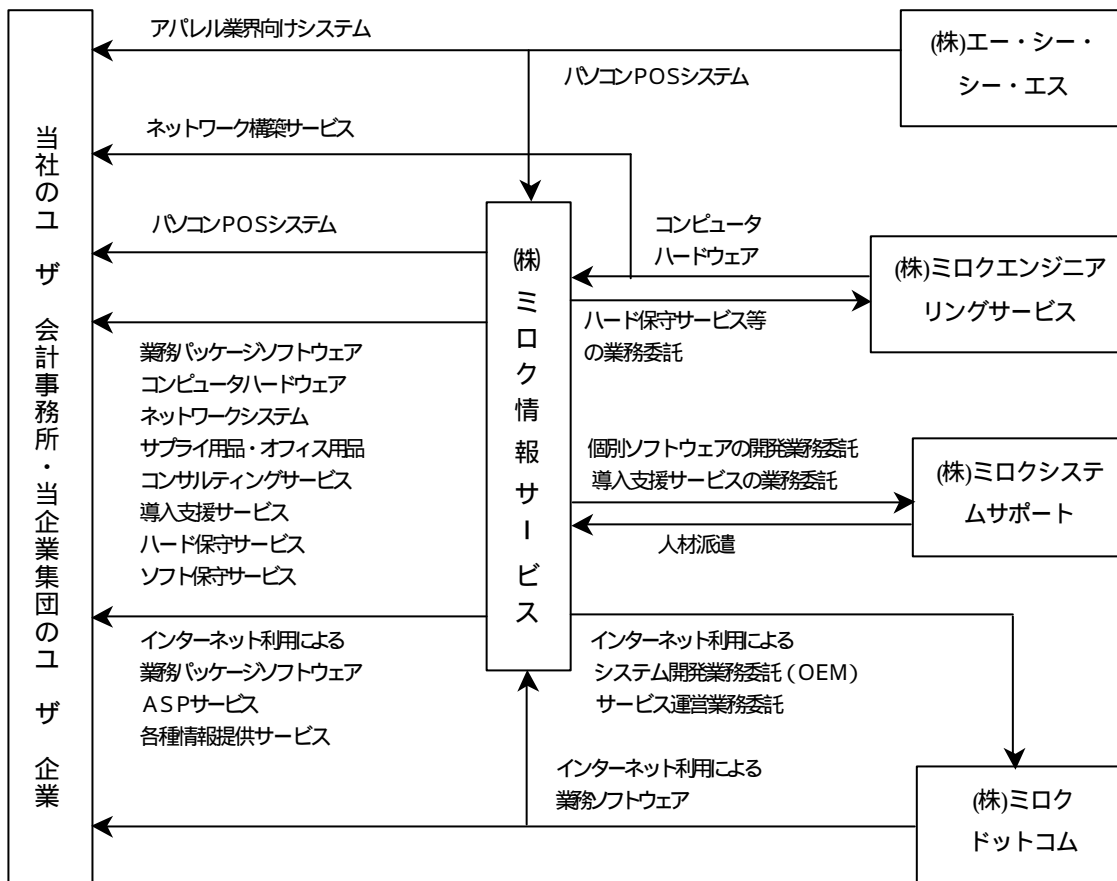 アパレル業界向けシステム
(株)エー・シー・
シー・エス
パソコンPOSシステム
ネットワーク構築サービス
当社のユ ザ 会計事務所・当企業集団のユ ザ 企業
パソコンPOSシステム
(株)ミロク情報サービス
コンピュータ
ハードウェア
(株)ミロクエンジニア
リングサービス
ハード保守サービス等
の業務委託
業務パッケージソフトウェア
コンピュータハードウェア
ネットワークシステム
サプライ用品・オフィス用品
コンサルティングサービス
導入支援サービス
ハード保守サービス
ソフト保守サービス
個別ソフトウェアの開発業務委託
導入支援サービスの業務委託
(株)ミロクシステ
ムサポート
人材派遣
インターネット利用による
業務パッケージソフトウェア
ASPサービス
各種情報提供サービス
インターネット利用による
システム開発業務委託(OEM)
サービス運営業務委託
インターネット利用による
業務ソフトウェア
(株)ミロク
ドットコム